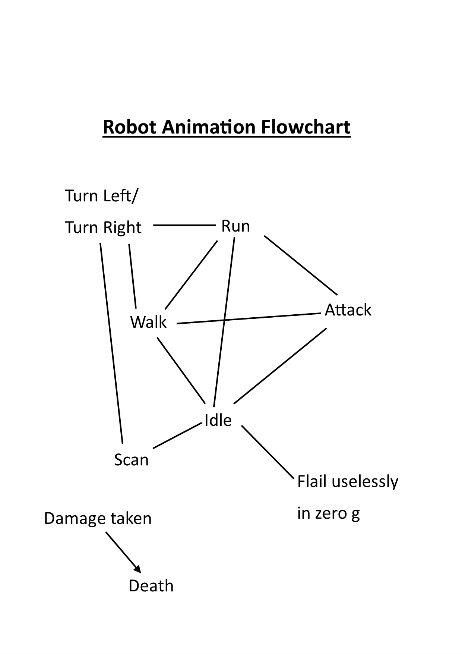 Robot Animation Flowchart
Turn Left/
Turn Right
Run
Attack
Walk
Idle
Scan
Flail uselessly
in zero g
Damage taken
Death